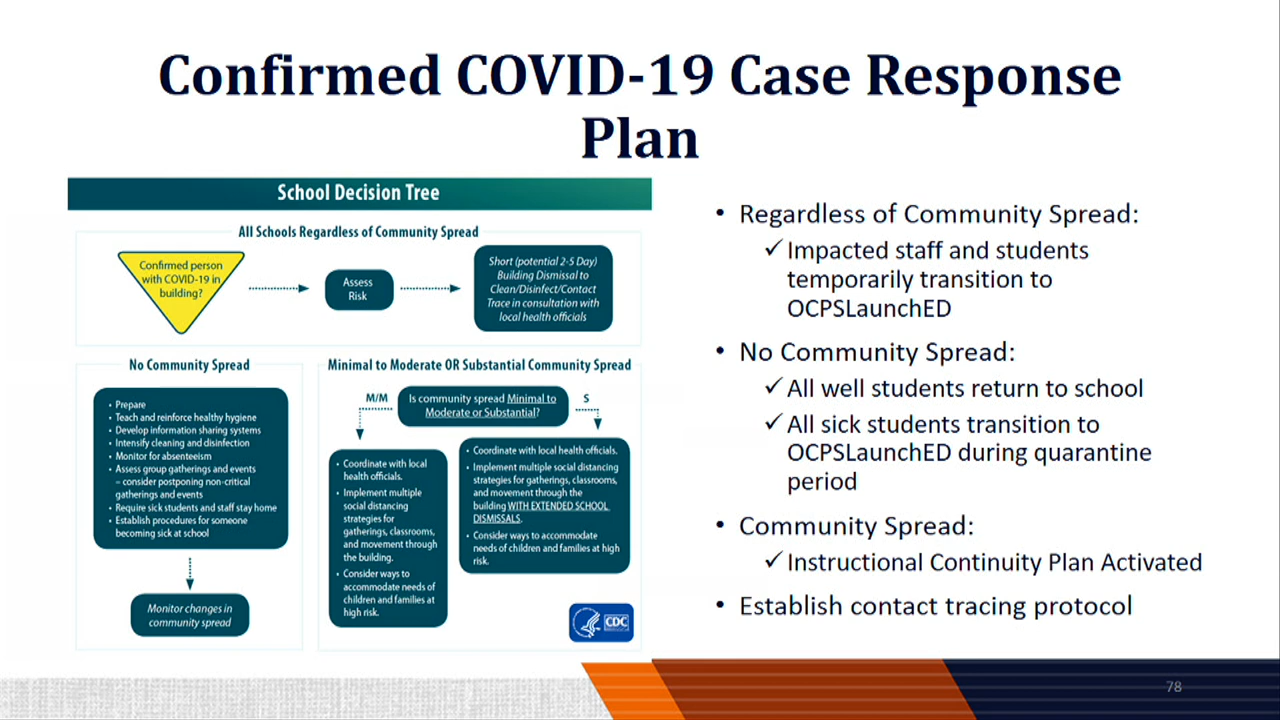 Confirmed COVID-19 Case Response
Plan
School Decision Tree
All Schools Regardless of Community Spread
Confirmed person
with COVID-19 in
building?
Assess
Risk
Short (potential 2-5 Day)
Building Dismissal to
Clean/Disinfect/Contact
Trace in consultation with
local health officials
No Community Spread
• Prepare
• Teach and reinforce healthy hygiene
• Develop information sharing systems
• Intensify cleaning and disinfection
• Monitor for absenteeism
• Assess group gatherings and events
– consider postponing non-critical
gatherings and events
• Require sick students and staff stay home
• Establish procedures for someone
becoming sick at school
Monitor changes in
community spread
Minimal to Moderate OR Substantial Community Spread
M/M
Is community spread Minimal to
Moderate or Substantial?
S
• Coordinate with local
health officials.
• Implement multiple
social distancing
strategies for
gatherings, classrooms,
and movement through
the building.
• Consider ways to
accommodate needs of
children and families at
high risk.
• Coordinate with local health officials.
• Implement multiple social distancing
strategies for gatherings, classrooms,
and movement through the
building WITH EXTENDED SCHOOL
DISMISSALS.
• Consider ways to accommodate
needs of children and families at high
risk.
CDC
• Regardless of Community Spread:
✓Impacted staff and students
temporarily transition to
OCPSLaunchED
• No Community Spread:
✓All well students return to school
✓All sick students transition to
OCPSLaunchED during quarantine
period
• Community Spread:
✓Instructional Continuity Plan Activated
• Establish contact tracing protocol
78